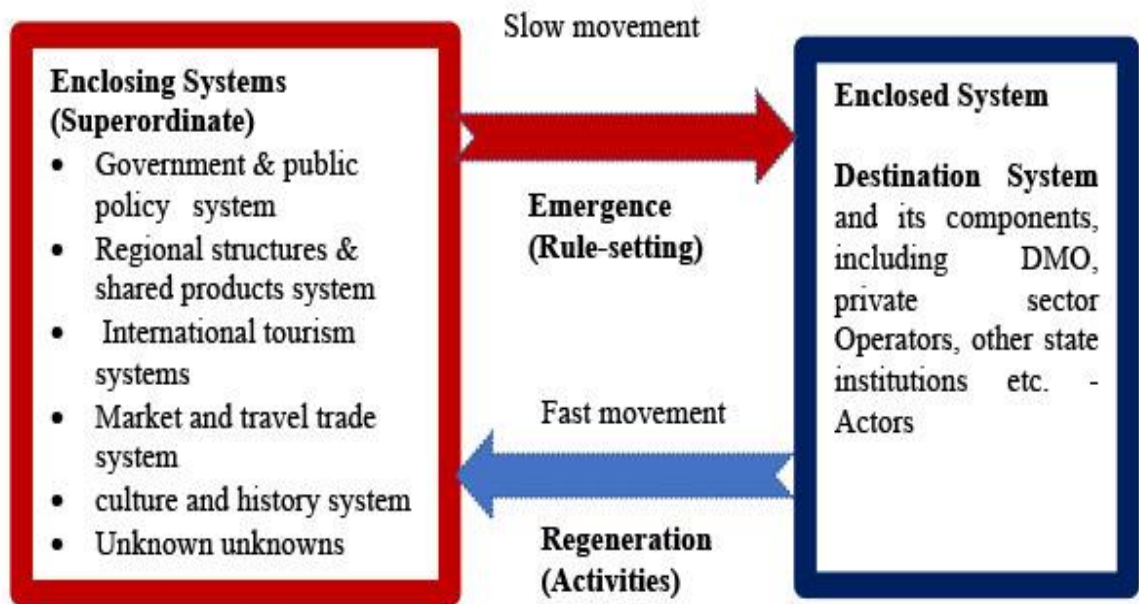 Slow movement
Enclosing Systems
(Superordinate)
• Government & public
policy system
• Regional structures &
shared products system
• International tourism
systems
• Market and travel trade
system
• culture and history system
• Unknown unknowns
Emergence
(Rule-setting)
Fast movement
Regeneration
(Activities)
Enclosed System
Destination System
and its components,
including DMO,
private sector
Operators, other state
institutions etc. -
Actors